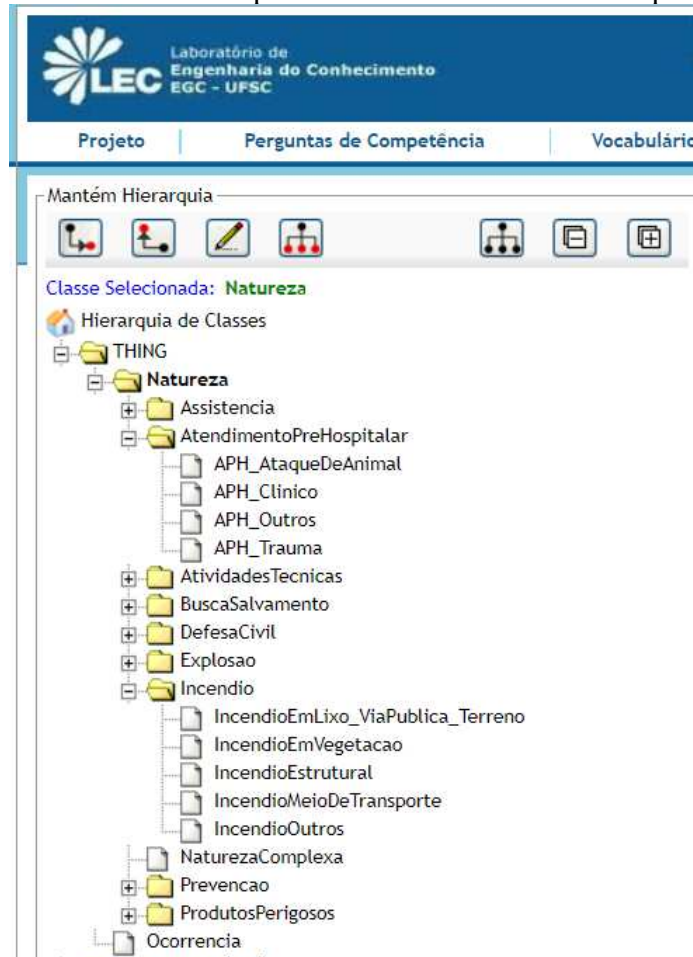 LEC
Laboratório de
Engenharia do Conhecimento
EGC - UFSC
Projeto Perguntas de Competência Vocabulário
Mantém Hierarquia
Classe Selecionada: Natureza
Hierarquia de Classes
THING
Natureza
Assistencia
AtendimentoPreHospitalar
APH_AtaqueDeAnimal
APH_Clinico
APH_Outros
APH_Trauma
AtividadesTecnicas
BuscaSalvamento
DefesaCivil
Explosao
Incendio
IncendioEmLixo_ViaPublica_Terreno
IncendioEmVegetacao
IncendioEstrutural
IncendioMeioDeTransporte
IncendioOutros
NaturezaComplexa
Prevencao
ProdutosPerigosos
Ocorrencia